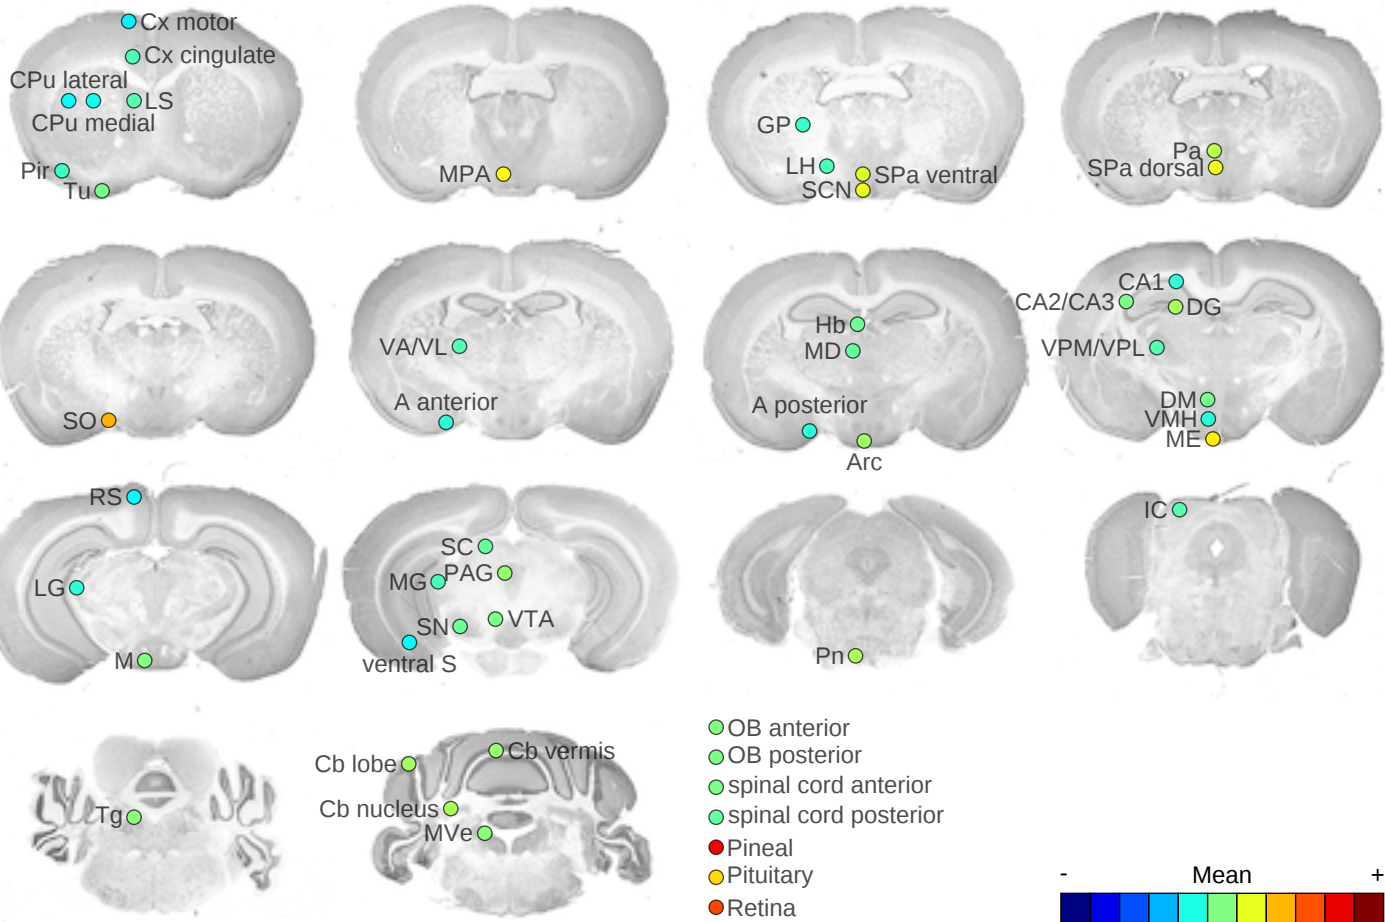 Cx motor
Cx cingulate
CPu lateral
LS
CPu medial
Pir
Tu
MPA
GP
LH
SPa ventral
SCN
Pa
SPa dorsal
SO
VA/VL
A anterior
Hb
MD
A posterior
Arc
CA1
CA2/CA3
DG
VPM/VPL
DM
VMH
ME
RS
LG
M
SC
MG
PAG
SN
VTA
ventral S
Pn
IC
Tg
Cb lobe
Cb vermis
Cb nucleus
MVe
OB anterior
OB posterior
spinal cord anterior
spinal cord posterior
Pineal
Pituitary
Retina
- Mean +